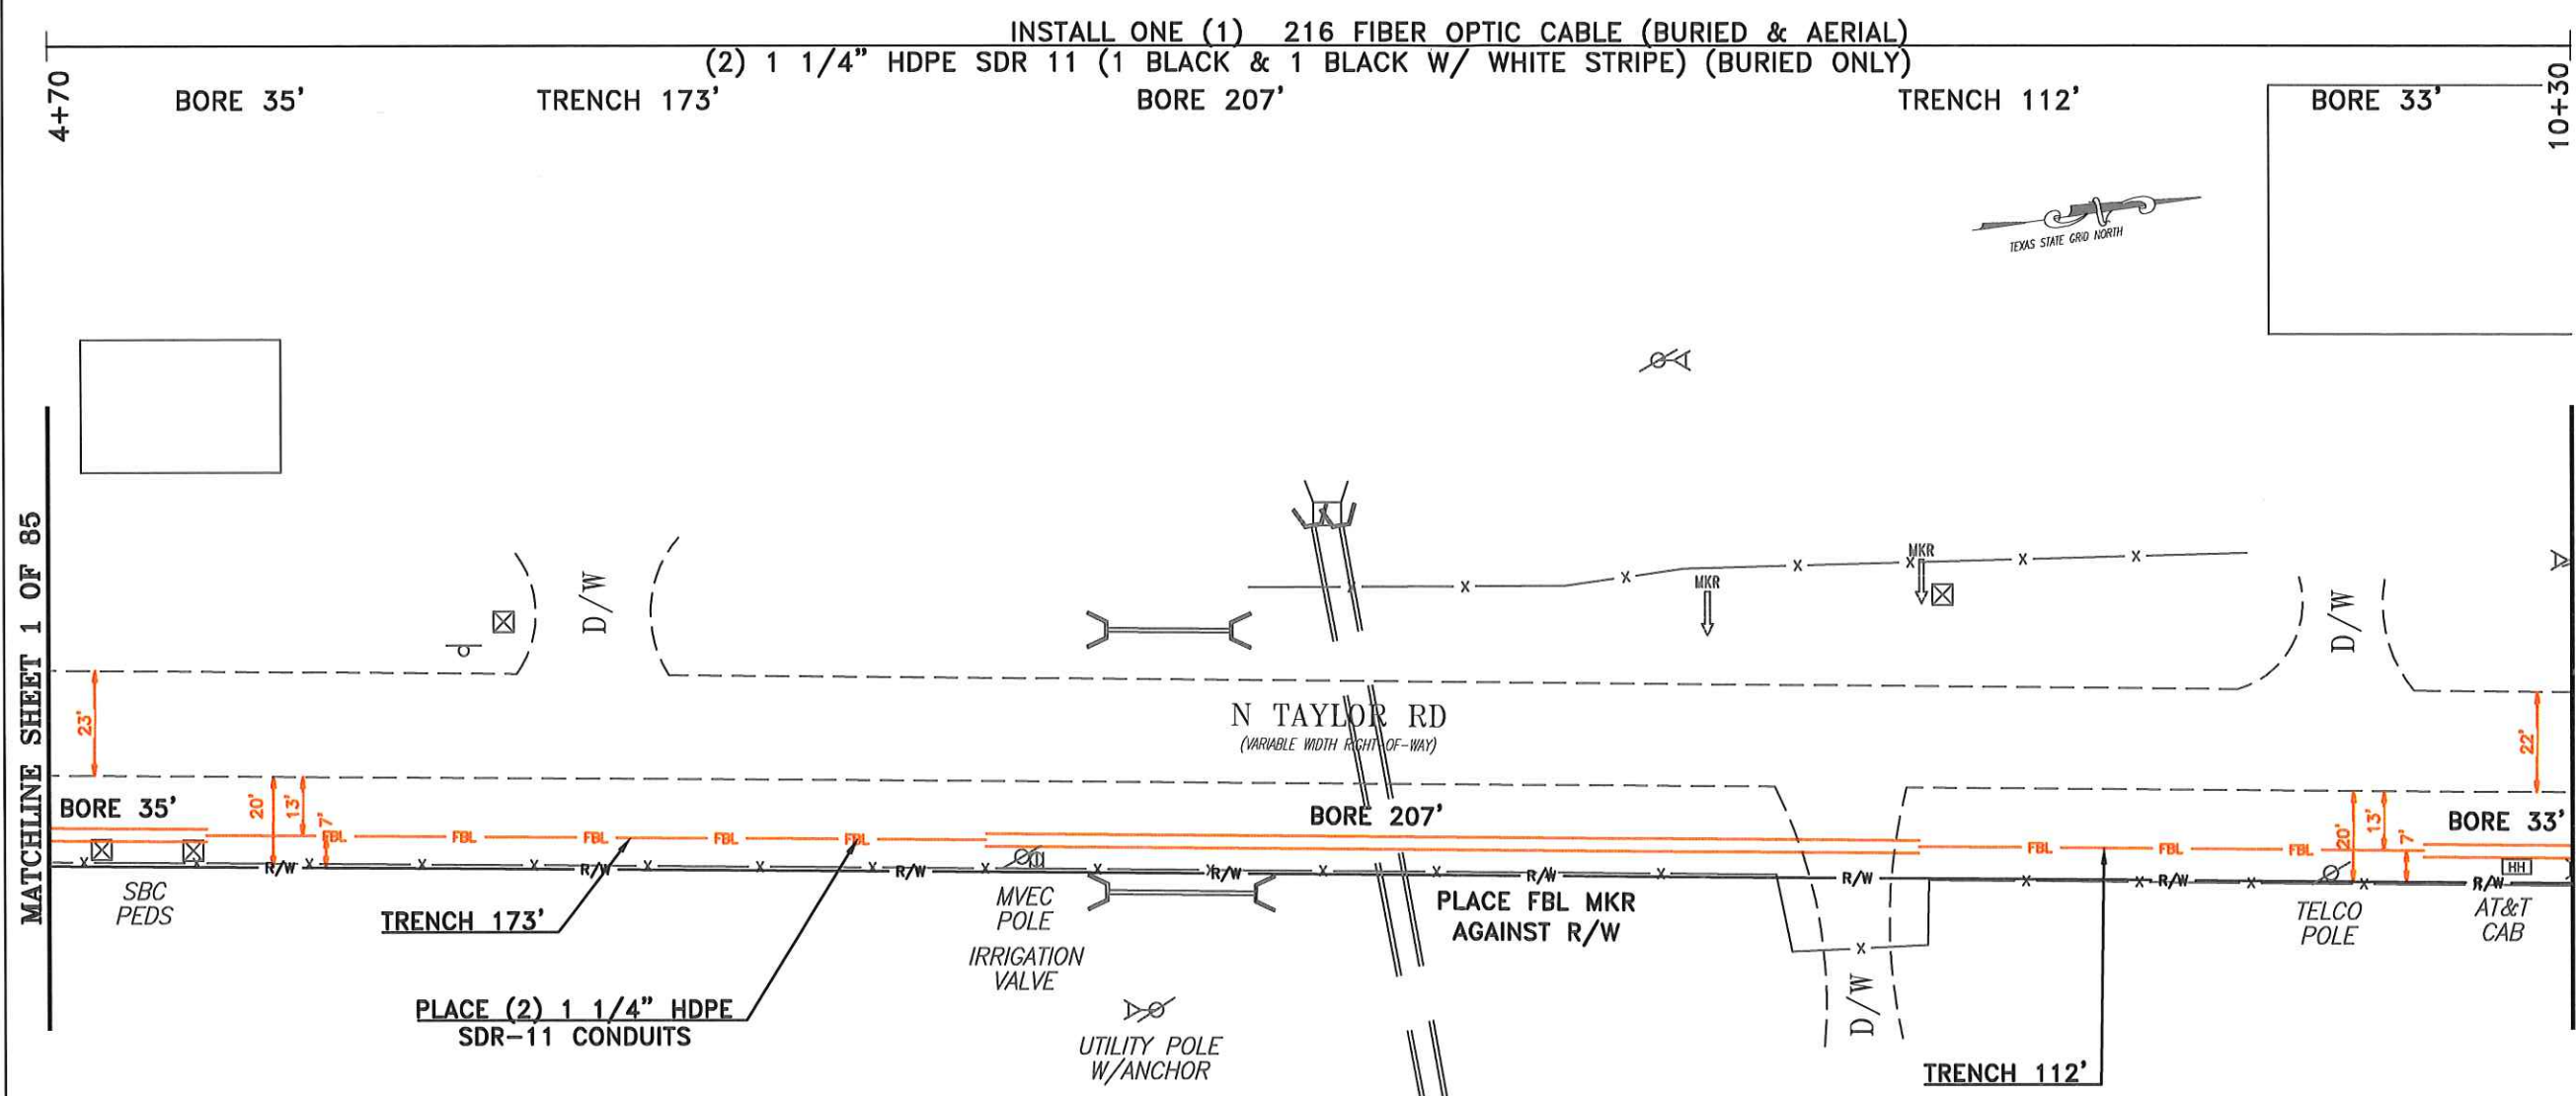 INSTALL ONE (1) 216 FIBER OPTIC CABLE (BURIED & AERIAL)
(2) 1 1/4" HDPE SDR 11 (1 BLACK & 1 BLACK W/ WHITE STRIPE) (BURIED ONLY)
4+70
BORE 35'
TRENCH 173'
BORE 207'
TRENCH 112'
BORE 33'
10+30
N
TEXAS STATE GRID NORTH
MATCHLINE SHEET 1 OF 85
D/W
MKR
MKR
D/W
23'
N TAYLOR RD
(VARIABLE WIDTH RIGHT-OF-WAY)
22'
BORE 35'
20'
13'
7'
BORE 207'
20'
13'
7'
BORE 33'
FBL
FBL
FBL
FBL
FBL
FBL
FBL
FBL
HH
R/W
R/W
R/W
R/W
R/W
R/W
R/W
R/W
SBC
PEDS
TRENCH 173'
MVEC
POLE
IRRIGATION
VALVE
PLACE FBL MKR
AGAINST R/W
TELCO
POLE
AT&T
CAB
PLACE (2) 1 1/4" HDPE
SDR-11 CONDUITS
UTILITY POLE
W/ANCHOR
D/W
TRENCH 112'